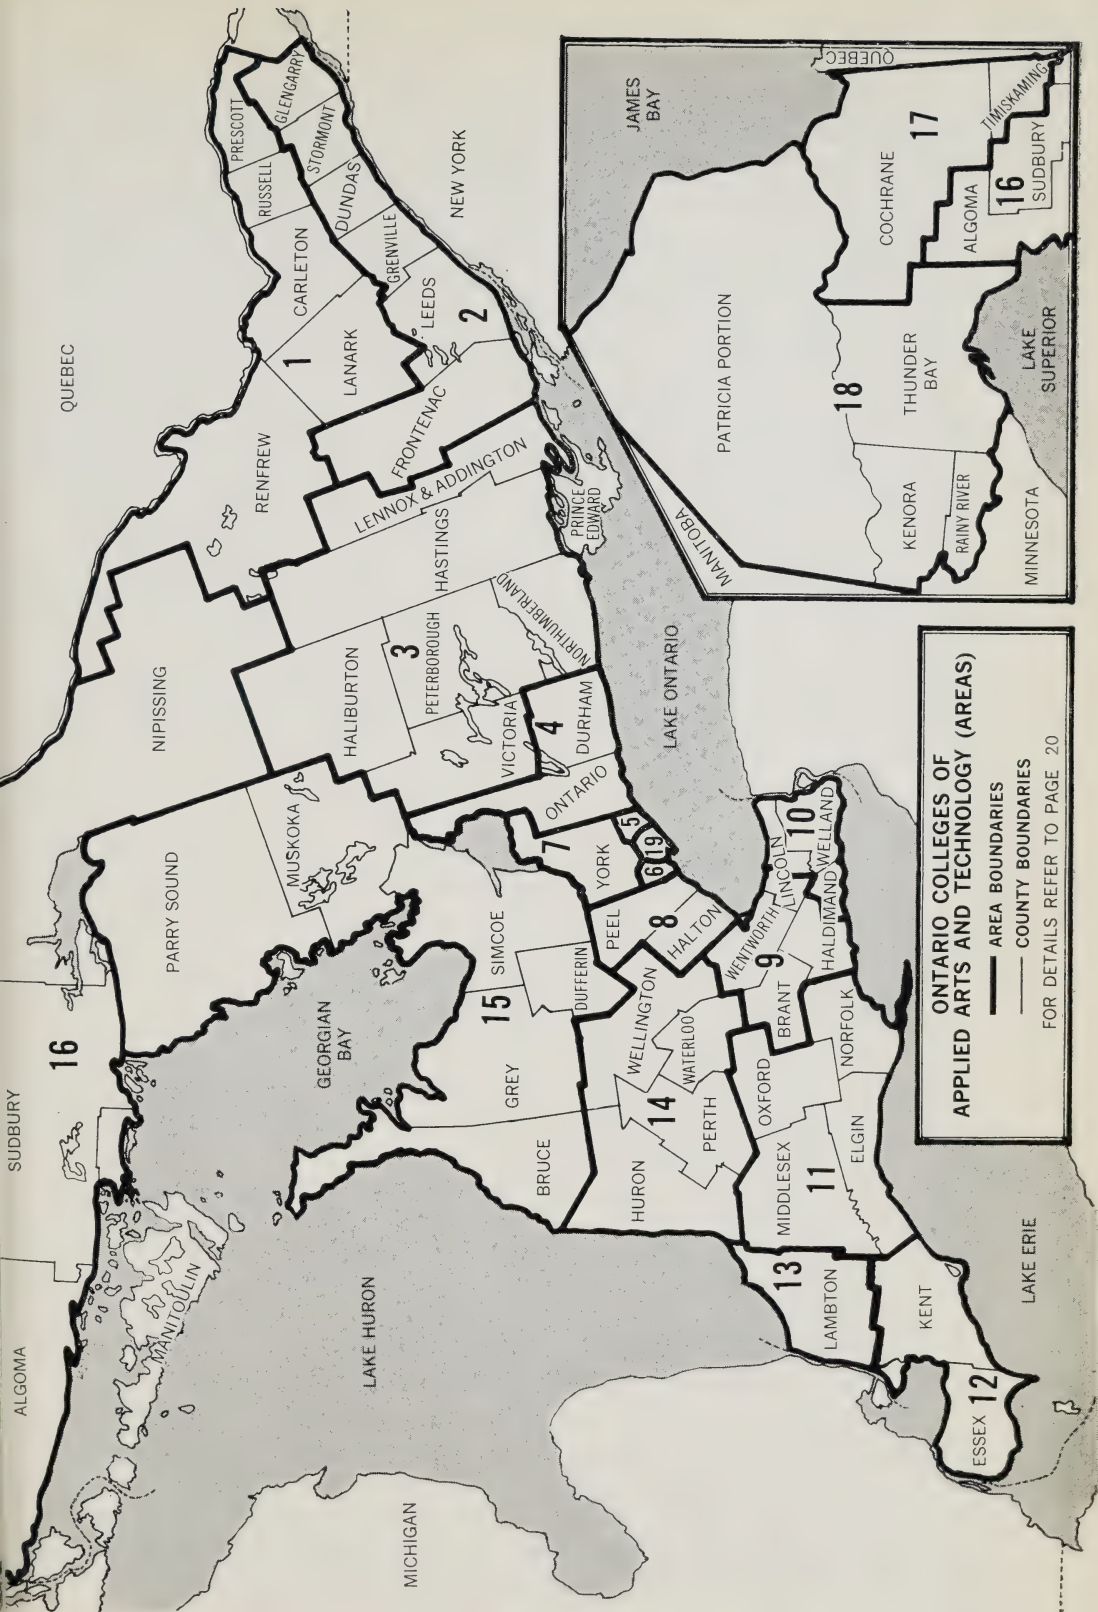 QUEBEC
NEW YORK
PRESCOTT
GLENGARRY
RUSSELL
STORMONT
DUNDAS
CARLETON
GRENVILLE
LEEDS
2
1
LANARK
RENFREW
FRONTENAC
LENNOX & ADDINGTON
HASTINGS
PRINCE
EDWARD
NORTHUMBERLAND
3
PETERBOROUGH
HALIBURTON
NIPISSING
VICTORIA
4
DURHAM
LAKE ONTARIO
ONTARIO
MUSKOKA
PARRY SOUND
7
YORK
5
19
6
SIMCOE
PEEL
8
HALTON
DUFFERIN
15
LINCOLN
10
WELLAND
WENTWORTH
9
HALDIMAND
BRANT
NORFOLK
WELLINGTON
WATERLOO
GREY
GEORGIAN
BAY
16
SUDBURY
14
PERTH
OXFORD
BRUCE
HURON
MIDDLESEX
11
ELGIN
13
LAMBTON
KENT
LAKE ERIE
ESSEX
12
MANITOULIN
LAKE HURON
ALGOMA
MICHIGAN
JAMES
BAY
QUEBEC
17
COCHRANE
TIMISKAMING
16
SUDBURY
ALGOMA
PATRICIA PORTION
18
THUNDER
BAY
LAKE
SUPERIOR
KENORA
RAINY RIVER
MANITOBA
MINNESOTA
ONTARIO COLLEGES OF
APPLIED ARTS AND TECHNOLOGY (AREAS)
AREA BOUNDARIES
COUNTY BOUNDARIES
FOR DETAILS REFER TO PAGE 20